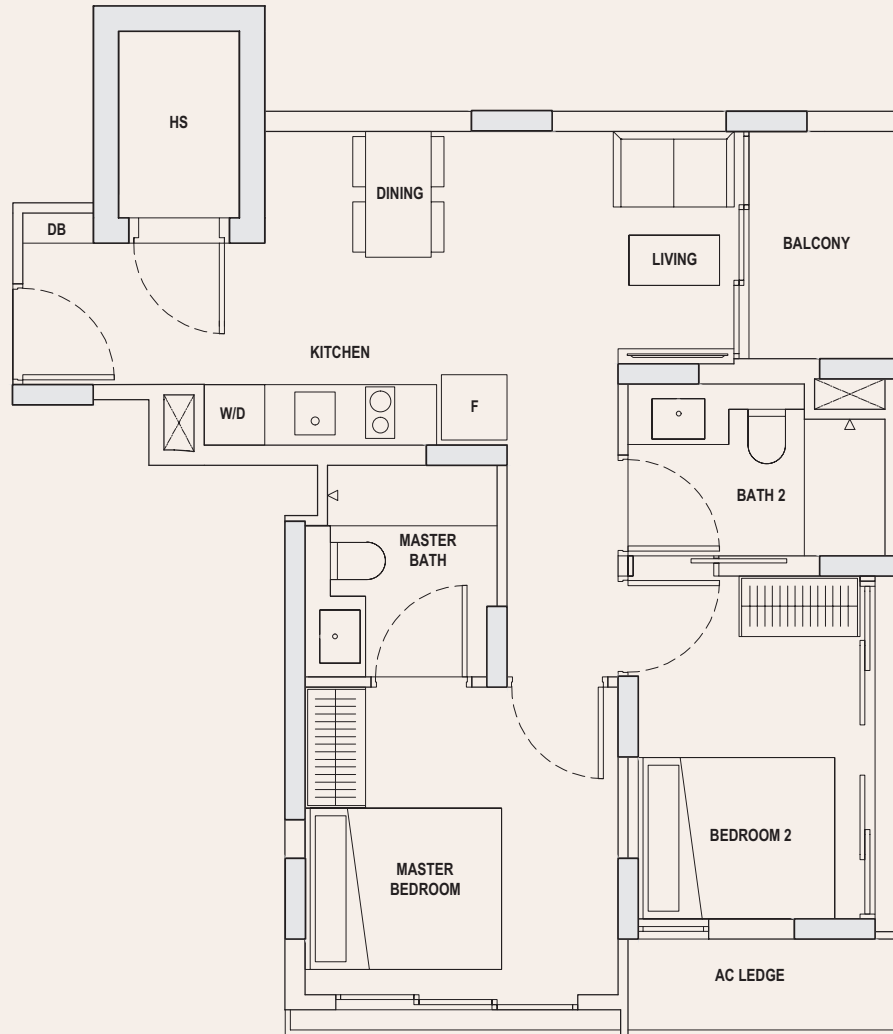 HS
DB
DINING
LIVING
BALCONY
KITCHEN
W/D
F
BATH 2
MASTER
BATH
MASTER
BEDROOM
BEDROOM 2
AC LEDGE